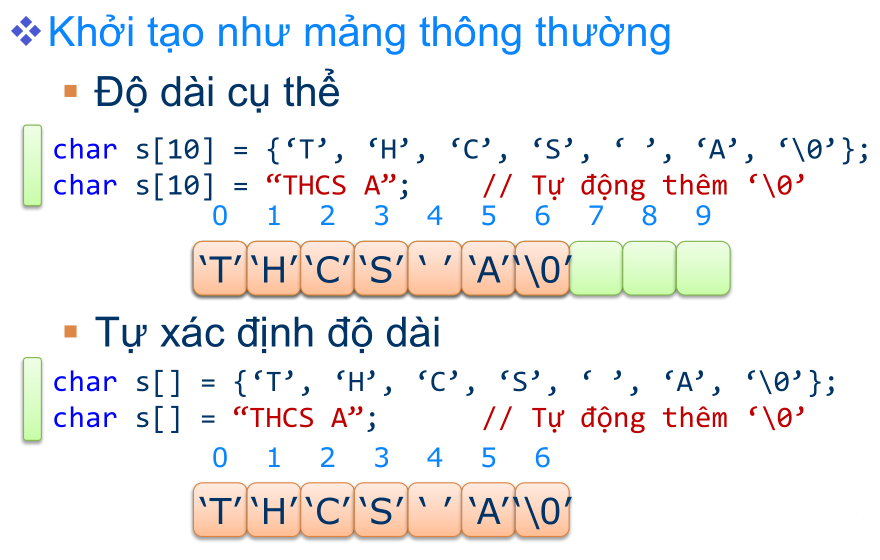 ❖Khởi tạo như mảng thông thường
▪ Độ dài cụ thể
char s[10] = {‘T’, ‘H’, ‘C’, ‘S’, ‘ ’, ‘A’, ‘\0’};
char s[10] = “THCS A”; // Tự động thêm ‘\0’
0 1 2 3 4 5 6 7 8 9
‘T’ ‘H’ ‘C’ ‘S’ ‘ ’ ‘A’ ‘\0’
▪ Tự xác định độ dài
char s[] = {‘T’, ‘H’, ‘C’, ‘S’, ‘ ’, ‘A’, ‘\0’};
char s[] = “THCS A”; // Tự động thêm ‘\0’
0 1 2 3 4 5 6
‘T’ ‘H’ ‘C’ ‘S’ ‘ ’ ‘A’ ‘\0’